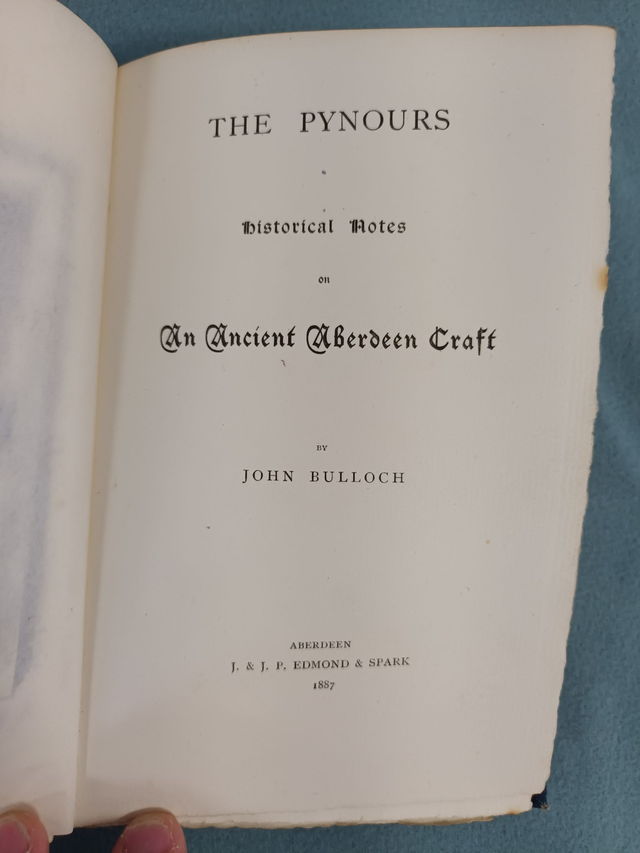 THE PYNOURS
Historical Notes
on
An Ancient Aberdeen Craft
BY
JOHN BULLOCH
ABERDEEN
J. & J. P. EDMOND & SPARK
1887